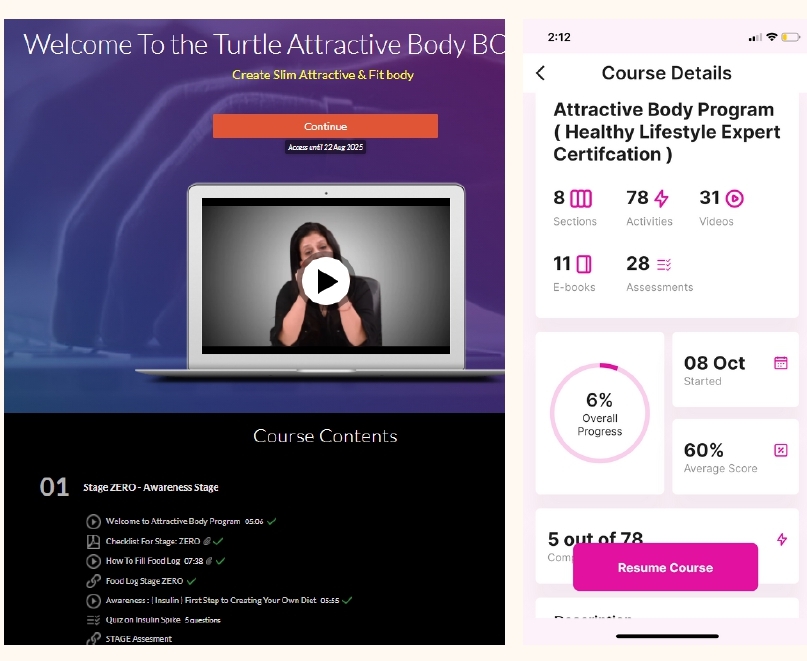 Welcome To the Turtle Attractive Body BC
Create Slim Attractive & Fit body
Continue
Access until 22 Aug 2025
Course Contents
01 Stage ZERO - Awareness Stage
Welcome to Attractive Body Program 05:06
Checklist For Stage: ZERO
How To Fill Food Log 07:38
Food Log Stage ZERO
Awareness : | Insulin | First Step to Creating Your Own Diet 05:55
Quiz on Insulin Spike 5 questions
STAGE Assesment
2:12
Course Details
Attractive Body Program
( Healthy Lifestyle Expert
Certifcation )
8 78 31
Sections Activities Videos
11 28
E-books Assessments
6%
Overall
Progress
08 Oct
Started
60%
Average Score
5 out of 78
Com
Resume Course
Description